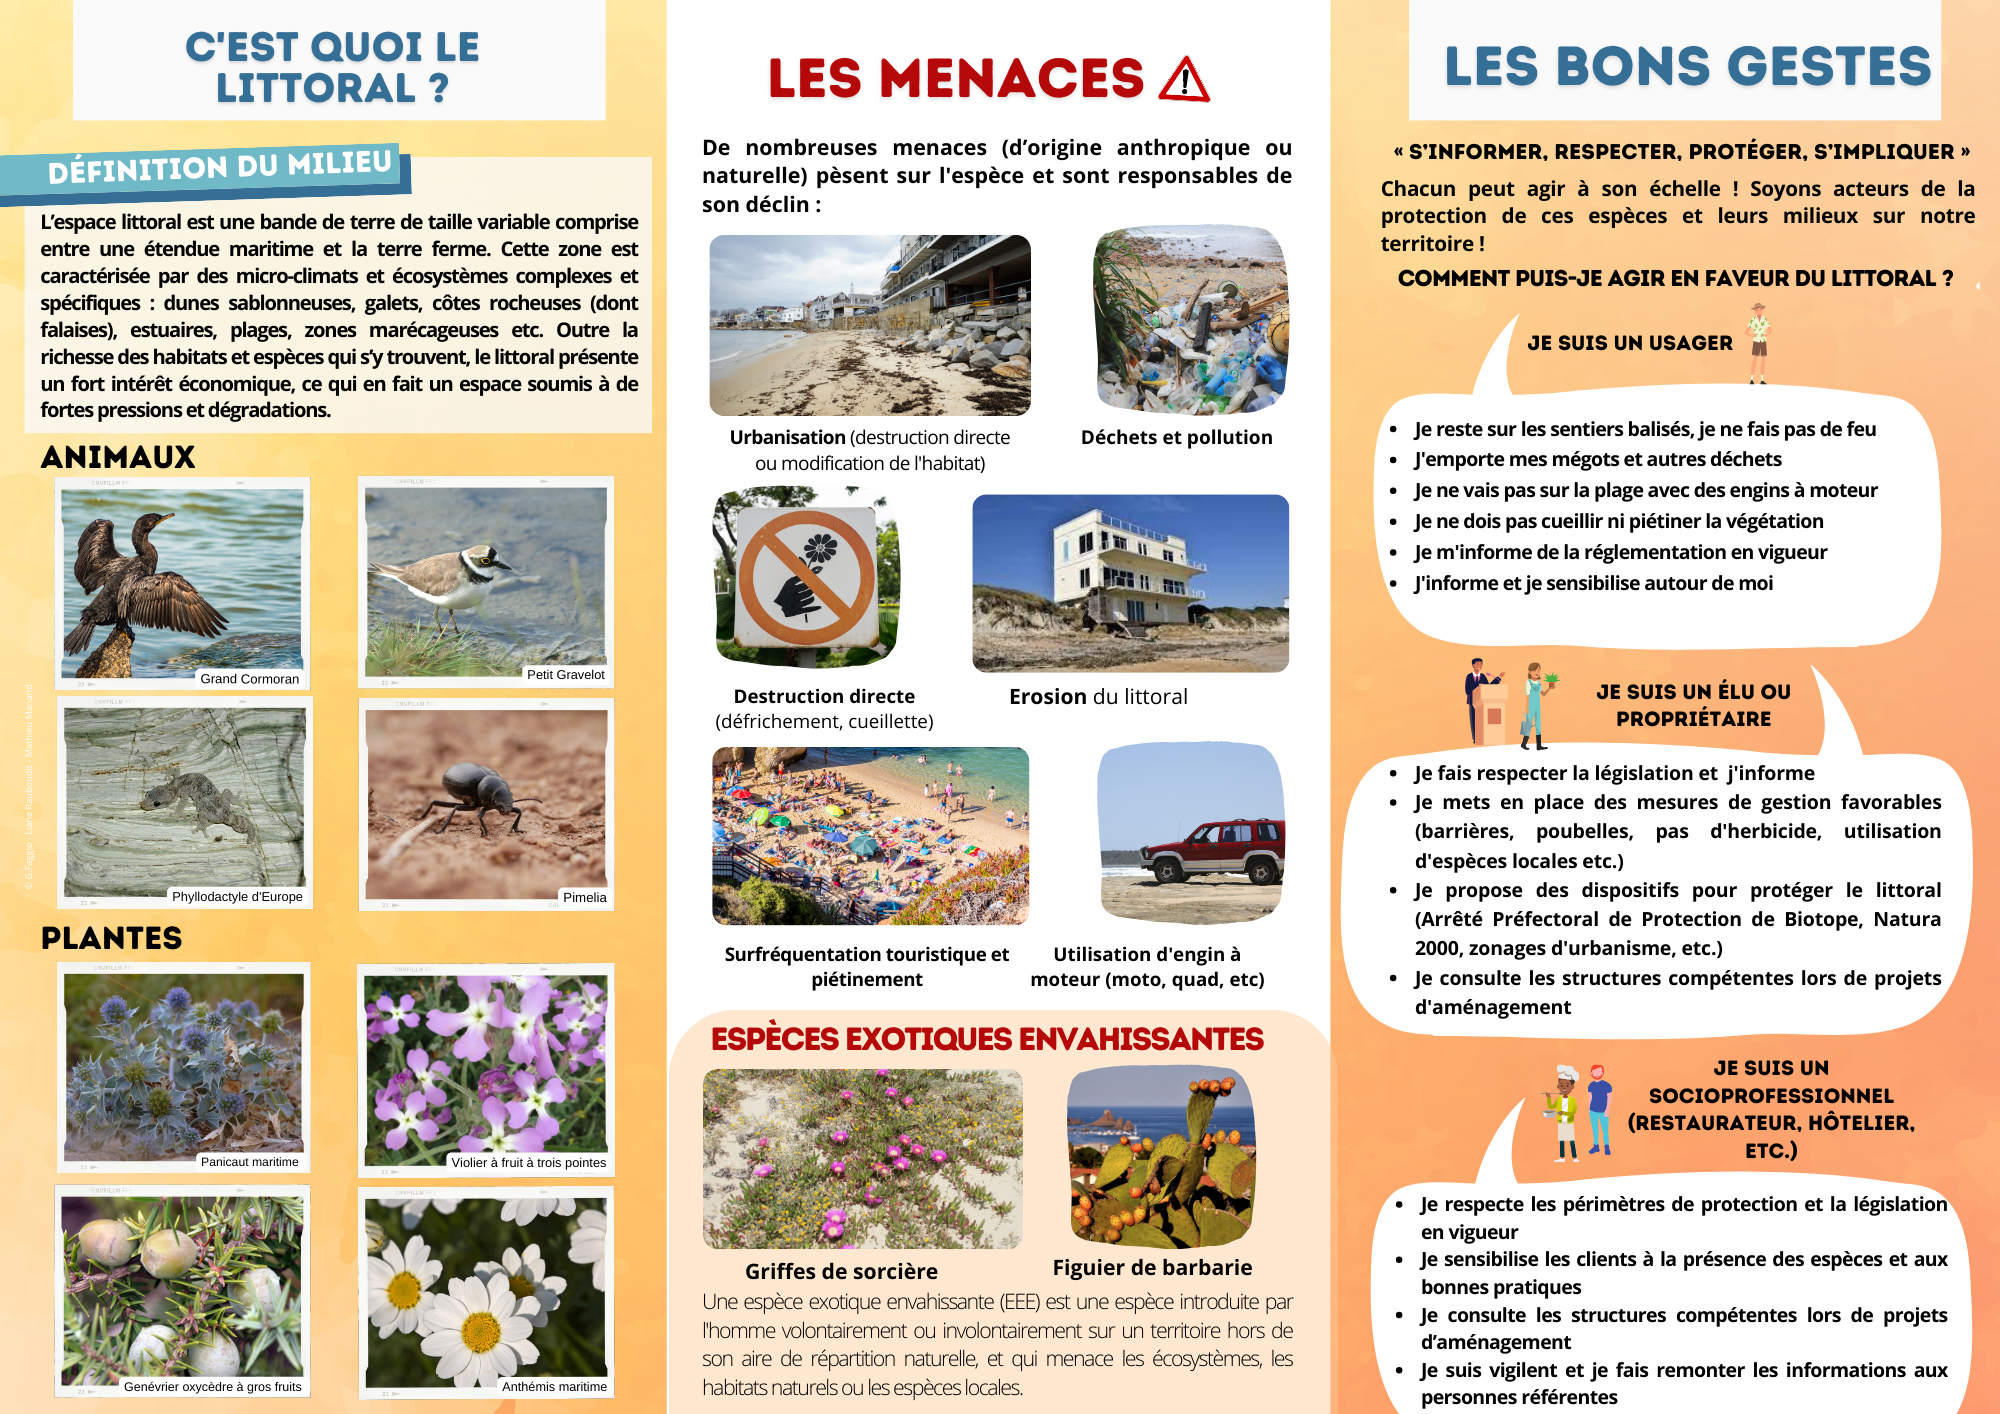 C'EST QUOI LE
LITTORAL ?
DÉFINITION DU MILIEU
L'espace littoral est une bande de terre de taille variable comprise
entre une étendue maritime et la terre ferme. Cette zone est
caractérisée par des micro-climats et écosystèmes complexes et
spécifiques : dunes sablonneuses, galets, côtes rocheuses (dont
falaises), estuaires, plages, zones marécageuses etc. Outre la
richesse des habitats et espèces qui s'y trouvent, le littoral présente
un fort intérêt économique, ce qui en fait un espace soumis à de
fortes pressions et dégradations.
ANIMAUX
Grand Cormoran
Petit Gravelot
Phyllodactyle d'Europe
Pimelia
PLANTES
Panicaut maritime
Violier à fruit à trois pointes
Genévrier oxycèdre à gros fruits
Anthémis maritime
LES MENACES
De nombreuses menaces (d'origine anthropique ou
naturelle) pèsent sur l'espèce et sont responsables de
son déclin :
Urbanisation (destruction directe
ou modification de l'habitat)
Déchets et pollution
Destruction directe
(défrichement, cueillette)
Erosion du littoral
Surfréquentation touristique et
piétinement
Utilisation d'engin à
moteur (moto, quad, etc)
ESPÈCES EXOTIQUES ENVAHISSANTES
Griffes de sorcière
Figuier de barbarie
Une espèce exotique envahissante (EEE) est une espèce introduite par
l'homme volontairement ou involontairement sur un territoire hors de
son aire de répartition naturelle, et qui menace les écosystèmes, les
habitats naturels ou les espèces locales.
LES BONS GESTES
« S'INFORMER, RESPECTER, PROTÉGER, S'IMPLIQUER »
Chacun peut agir à son échelle ! Soyons acteurs de la
protection de ces espèces et leurs milieux sur notre
territoire !
COMMENT PUIS-JE AGIR EN FAVEUR DU LITTORAL ?
JE SUIS UN USAGER
• Je reste sur les sentiers balisés, je ne fais pas de feu
• J'emporte mes mégots et autres déchets
• Je ne vais pas sur la plage avec des engins à moteur
• Je ne dois pas cueillir ni piétiner la végétation
• Je m'informe de la réglementation en vigueur
• J'informe et je sensibilise autour de moi
JE SUIS UN ÉLU OU
PROPRIÉTAIRE
• Je fais respecter la législation et j'informe
• Je mets en place des mesures de gestion favorables
(barrières, poubelles, pas d'herbicide, utilisation
d'espèces locales etc.)
• Je propose des dispositifs pour protéger le littoral
(Arrêté Préfectoral de Protection de Biotope, Natura
2000, zonages d'urbanisme, etc.)
• Je consulte les structures compétentes lors de projets
d'aménagement
JE SUIS UN
SOCIOPROFESSIONNEL
(RESTAURATEUR, HÔTELIER,
ETC.)
• Je respecte les périmètres de protection et la législation
en vigueur
• Je sensibilise les clients à la présence des espèces et aux
bonnes pratiques
• Je consulte les structures compétentes lors de projets
d'aménagement
• Je suis vigilent et je fais remonter les informations aux
personnes référentes